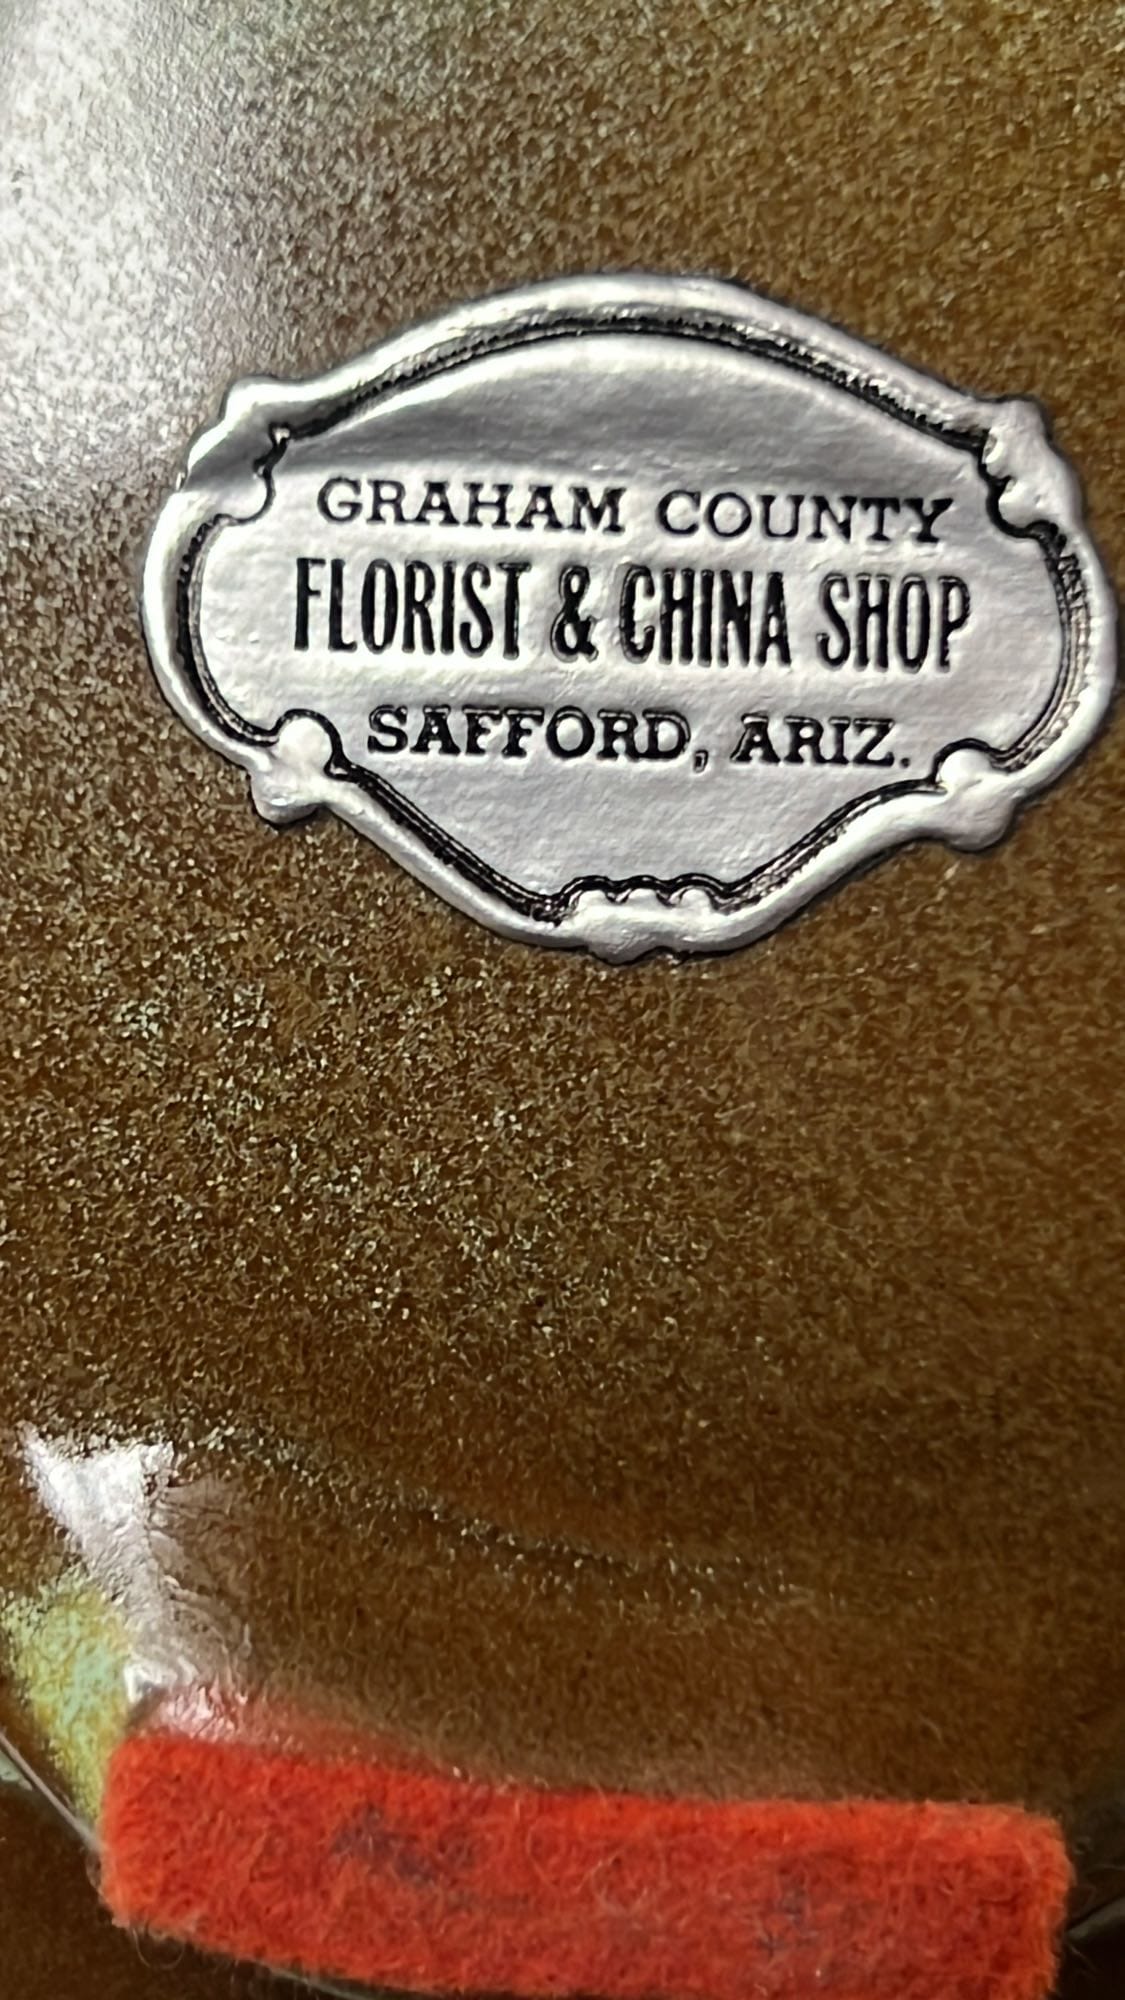 GRAHAM COUNTY
FLORIST & CHINA SHOP
SAFFORD, ARIZ.